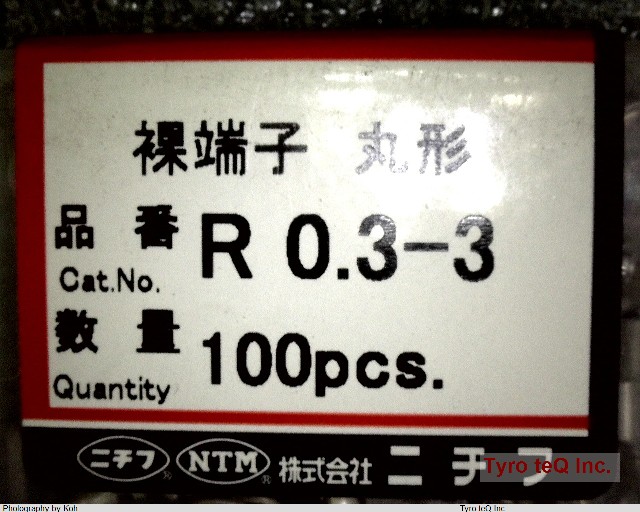 裸端子 丸形
品 番 R 0.3-3
Cat.No.
数 量 100pcs.
Quantity
ニチフ® NTM® 株式会社 ニチフ
Tyro teQ Inc.
Photography by Koh Tyro teQ Inc